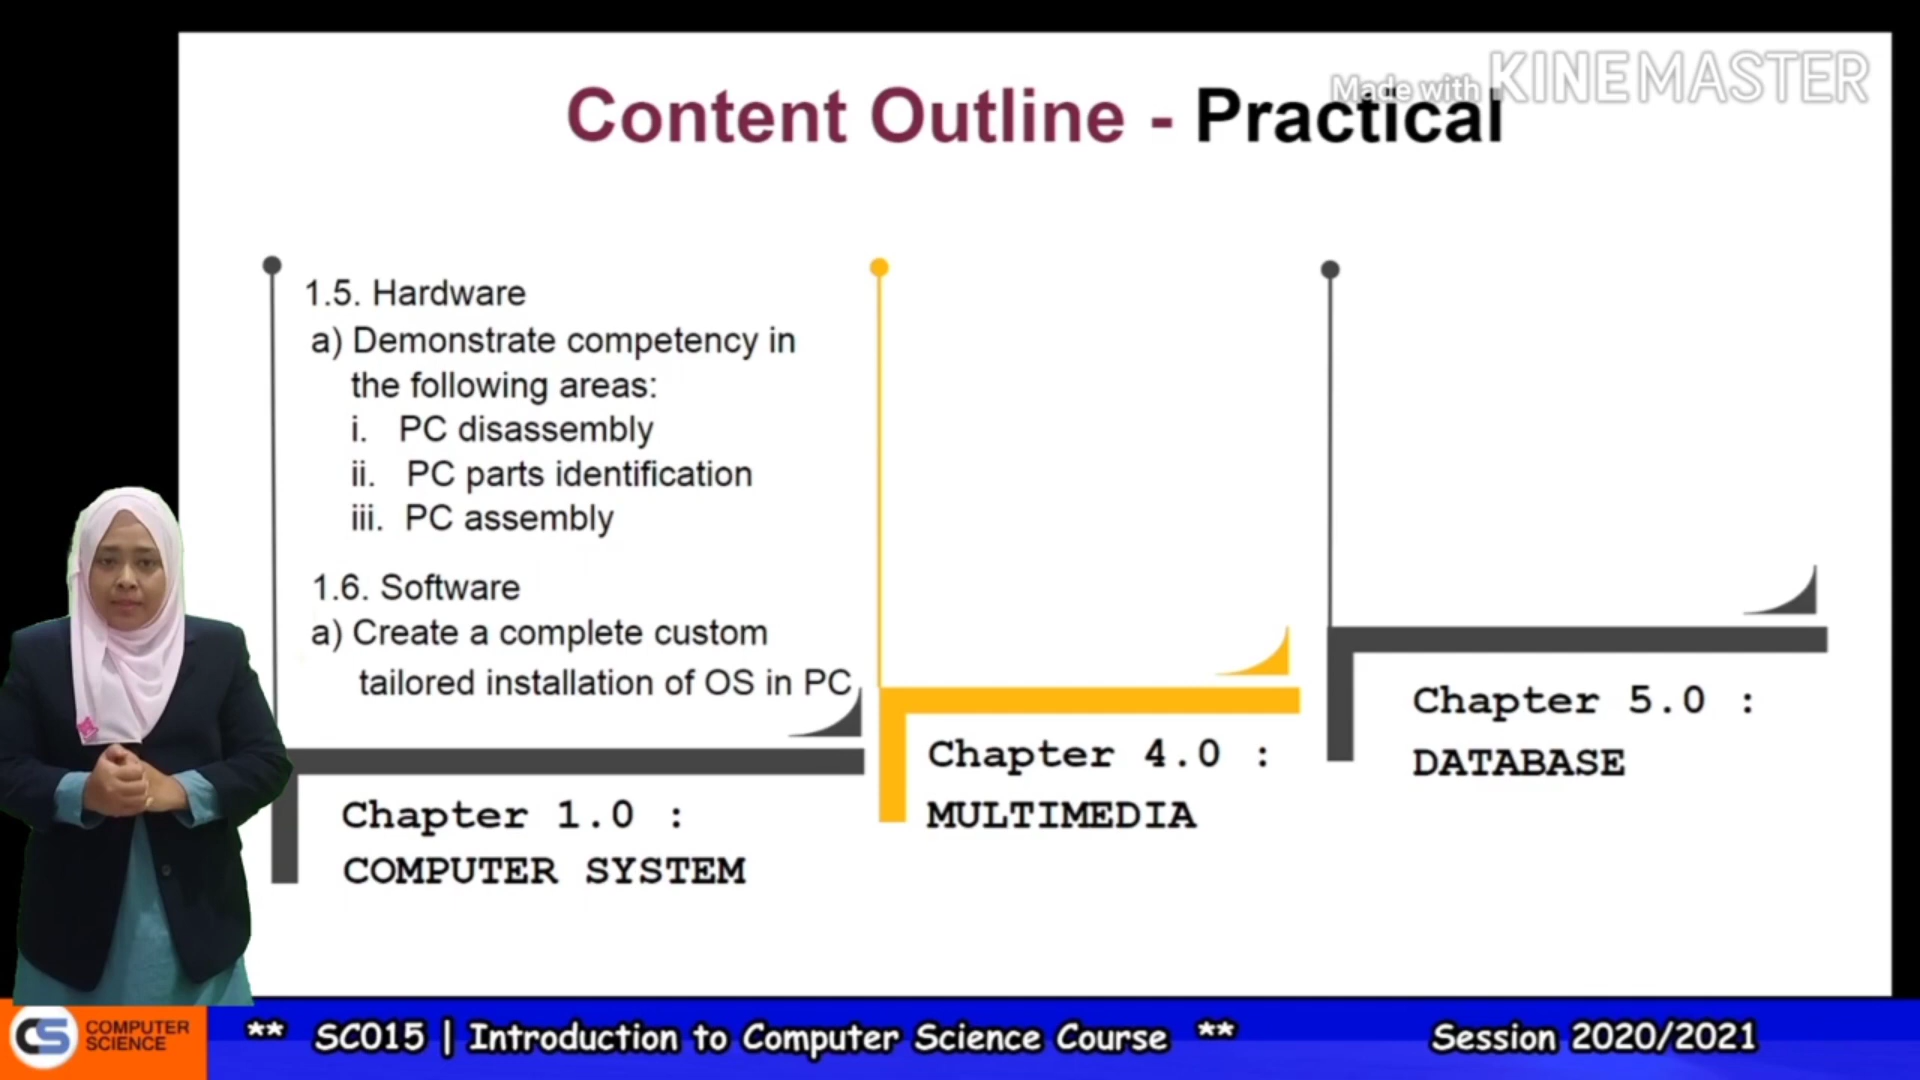 Made with KINEMASTER
Content Outline - Practical
1.5. Hardware
a) Demonstrate competency in
the following areas:
i. PC disassembly
ii. PC parts identification
iii. PC assembly
1.6. Software
a) Create a complete custom
tailored installation of OS in PC
Chapter 1.0 :
COMPUTER SYSTEM
Chapter 4.0 :
MULTIMEDIA
Chapter 5.0 :
DATABASE
CS COMPUTER
SCIENCE
** SC015 | Introduction to Computer Science Course **
Session 2020/2021